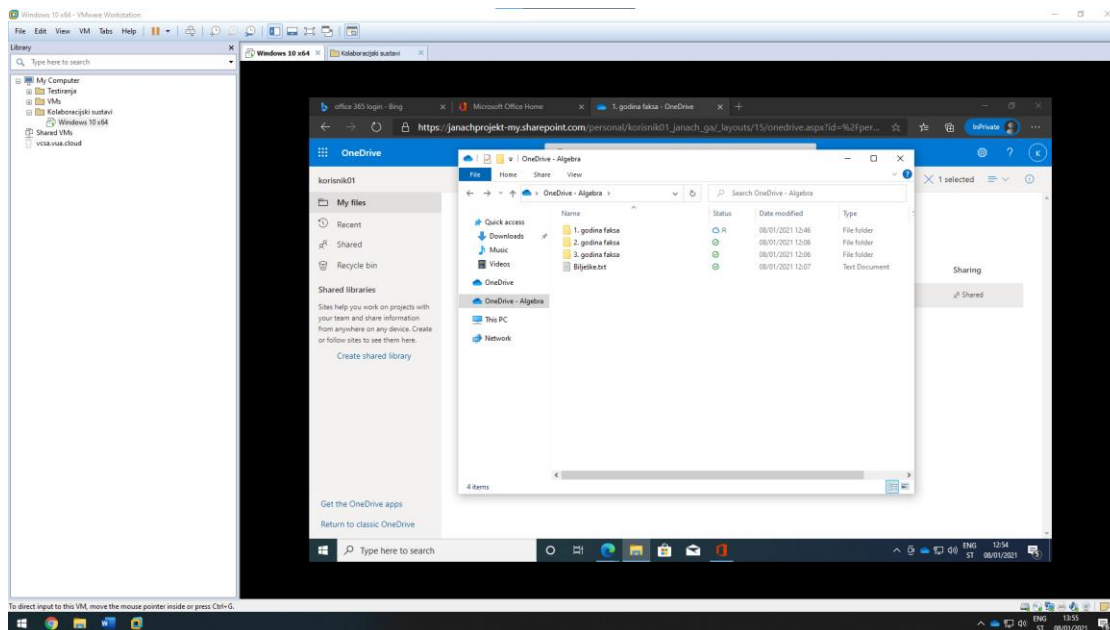 Windows 10 x64 - VMware Workstation
File Edit View VM Tabs Help
Library
Type here to search
My Computer
Testiranja
VMs
Kolaboracijski sustavi
Windows 10 x64
Shared VMs
vcsa.vua.cloud
Windows 10 x64
Kolaboracijski sustavi
office 365 login - Bing
Microsoft Office Home
1. godina faksa - OneDrive
https://janachprojekt-my.sharepoint.com/personal/korisnik01_janach_ga/_layouts/15/onedrive.aspx?id=%2Fper...
InPrivate
OneDrive
K
korisnik01
1 selected
My files
Recent
Shared
Recycle bin
Shared libraries
Sites help you work on projects with
your team and share information
from anywhere on any device. Create
or follow sites to see them here.
Create shared library
Get the OneDrive apps
Return to classic OneDrive
OneDrive - Algebra
File Home Share View
OneDrive - Algebra
Search OneDrive - Algebra
Quick access
Downloads
Music
Videos
OneDrive
OneDrive - Algebra
This PC
Network
Name Status Date modified Type
1. godina faksa R 08/01/2021 12:46 File folder
2. godina faksa 08/01/2021 12:06 File folder
3. godina faksa 08/01/2021 12:06 File folder
Bilješke.txt 08/01/2021 12:07 Text Document
4 items
Sharing
Shared
Type here to search
ENG 12:54
ST 08/01/2021
To direct input to this VM, move the mouse pointer inside or press Ctrl+G.
ENG 13:55
ST 08/01/2021